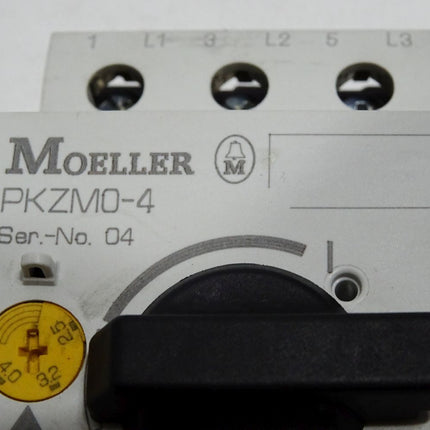 1 L1 3 L2 5 L3
MOELLER M
PKZM0-4
Ser.-No. 04
I
2.5
4.0 3.2